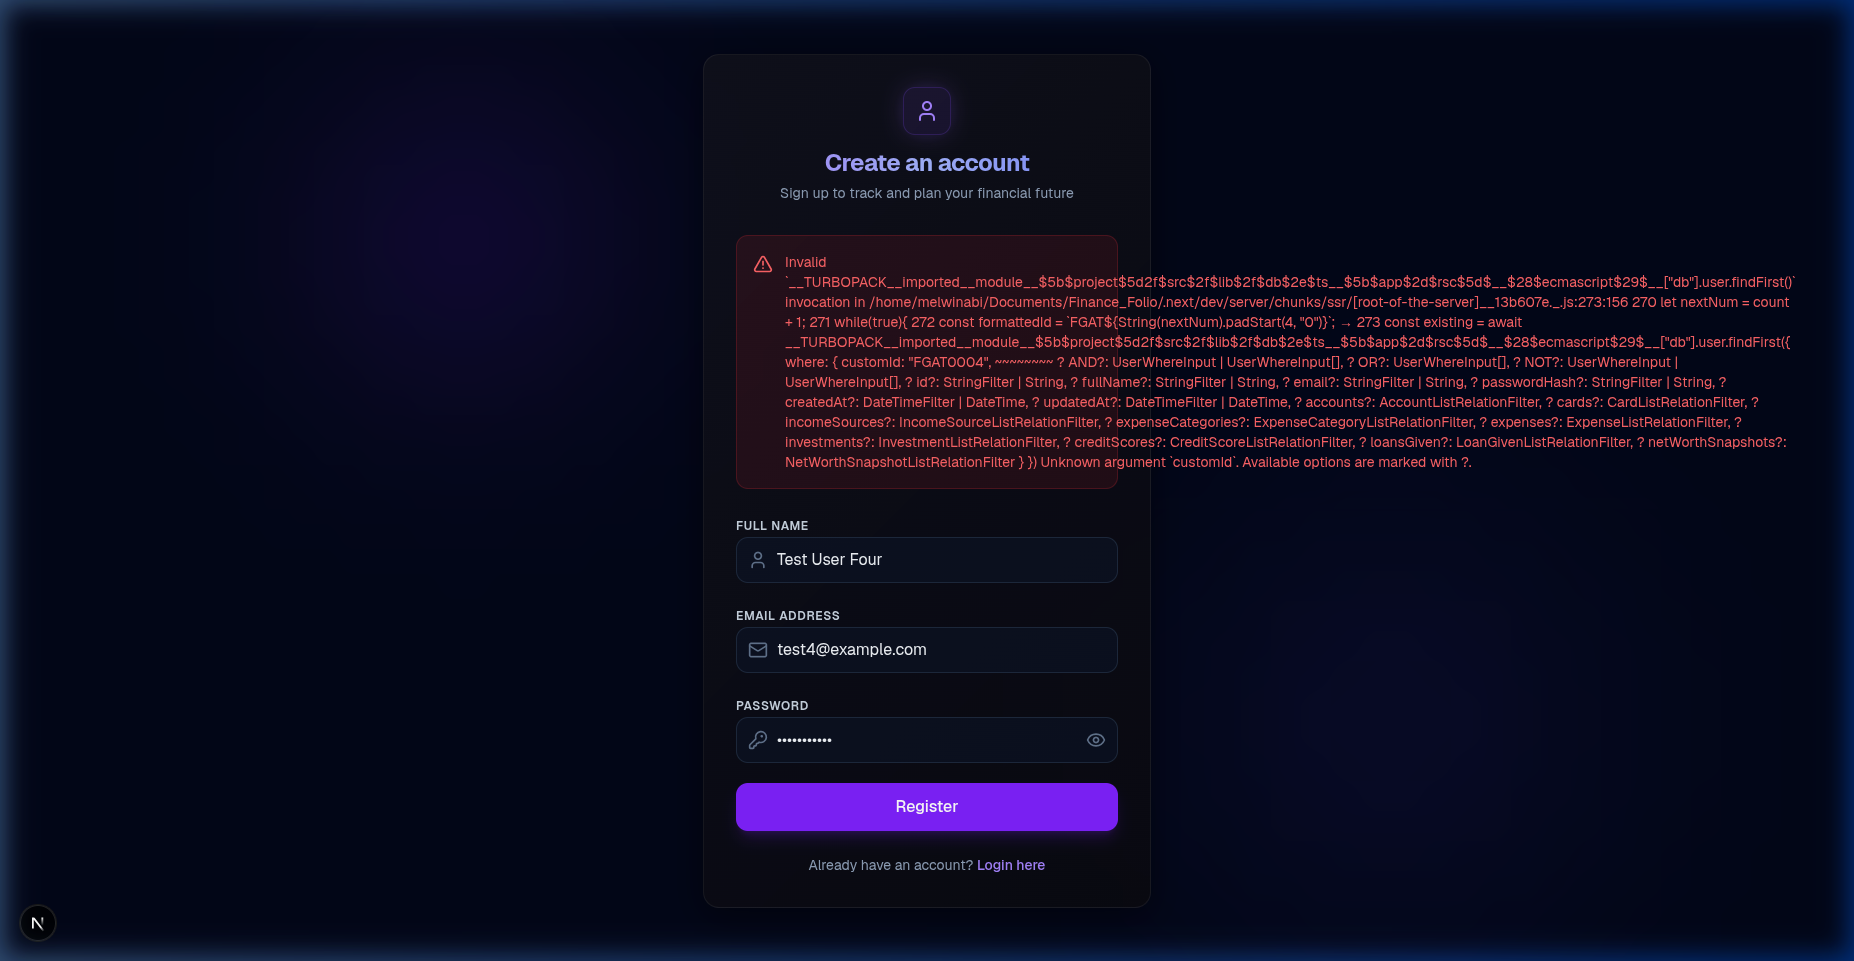 Create an account
Sign up to track and plan your financial future
Invalid
`__TURBOPACK__imported__module__$5b$project$5d2f$src$2f$lib$2f$db$2e$ts__$5b$app$2d$rsc$5d$__$28$ecmascript$29$__["db"].user.findFirst()`
invocation in /home/melwinabi/Documents/Finance_Folio/.next/dev/server/chunks/ssr/[root-of-the-server]__13b607e._.js:273:156 270 let nextNum = count
+ 1; 271 while(true){ 272 const formattedId = `FGAT${String(nextNum).padStart(4, "0")}`; → 273 const existing = await
__TURBOPACK__imported__module__$5b$project$5d2f$src$2f$lib$2f$db$2e$ts__$5b$app$2d$rsc$5d$__$28$ecmascript$29$__["db"].user.findFirst({
where: { customId: "FGAT0004", ~~~~~~~~ ? AND?: UserWhereInput | UserWhereInput[], ? OR?: UserWhereInput[], ? NOT?: UserWhereInput |
UserWhereInput[], ? id?: StringFilter | String, ? fullName?: StringFilter | String, ? email?: StringFilter | String, ? passwordHash?: StringFilter | String, ?
createdAt?: DateTimeFilter | DateTime, ? updatedAt?: DateTimeFilter | DateTime, ? accounts?: AccountListRelationFilter, ? cards?: CardListRelationFilter, ?
incomeSources?: IncomeSourceListRelationFilter, ? expenseCategories?: ExpenseCategoryListRelationFilter, ? expenses?: ExpenseListRelationFilter, ?
investments?: InvestmentListRelationFilter, ? creditScores?: CreditScoreListRelationFilter, ? loansGiven?: LoanGivenListRelationFilter, ? netWorthSnapshots?:
NetWorthSnapshotListRelationFilter } }) Unknown argument `customId`. Available options are marked with ?.
FULL NAME
Test User Four
EMAIL ADDRESS
test4@example.com
PASSWORD
•••••••••••
Register
Already have an account? Login here
N